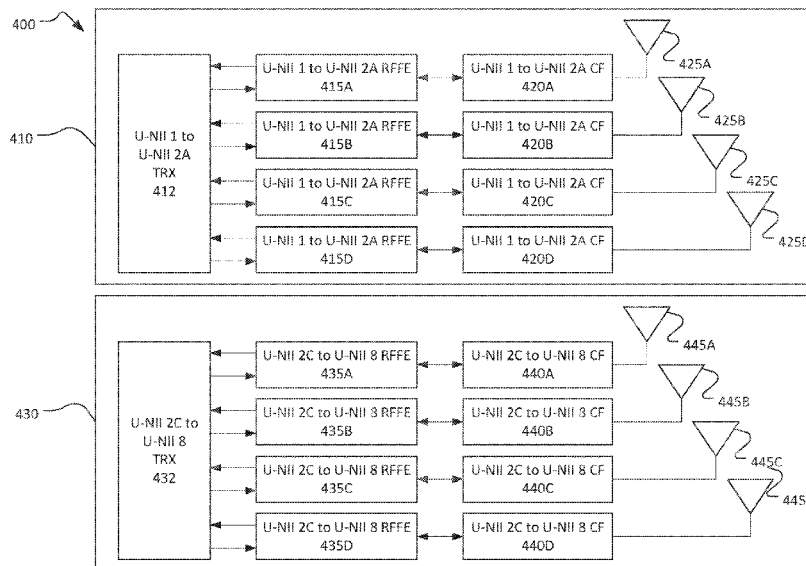 400
410
U-NII 1 to
U-NII 2A
TRX
412
U-NII 1 to U-NII 2A RFFE
415A
U-NII 1 to U-NII 2A CF
420A
425A
U-NII 1 to U-NII 2A RFFE
415B
U-NII 1 to U-NII 2A CF
420B
425B
U-NII 1 to U-NII 2A RFFE
415C
U-NII 1 to U-NII 2A CF
420C
425C
U-NII 1 to U-NII 2A RFFE
415D
U-NII 1 to U-NII 2A CF
420D
425D
430
U-NII 2C to
U-NII 8
TRX
432
U-NII 2C to U-NII 8 RFFE
435A
U-NII 2C to U-NII 8 CF
440A
445A
U-NII 2C to U-NII 8 RFFE
435B
U-NII 2C to U-NII 8 CF
440B
445B
U-NII 2C to U-NII 8 RFFE
435C
U-NII 2C to U-NII 8 CF
440C
445C
U-NII 2C to U-NII 8 RFFE
435D
U-NII 2C to U-NII 8 CF
440D
445